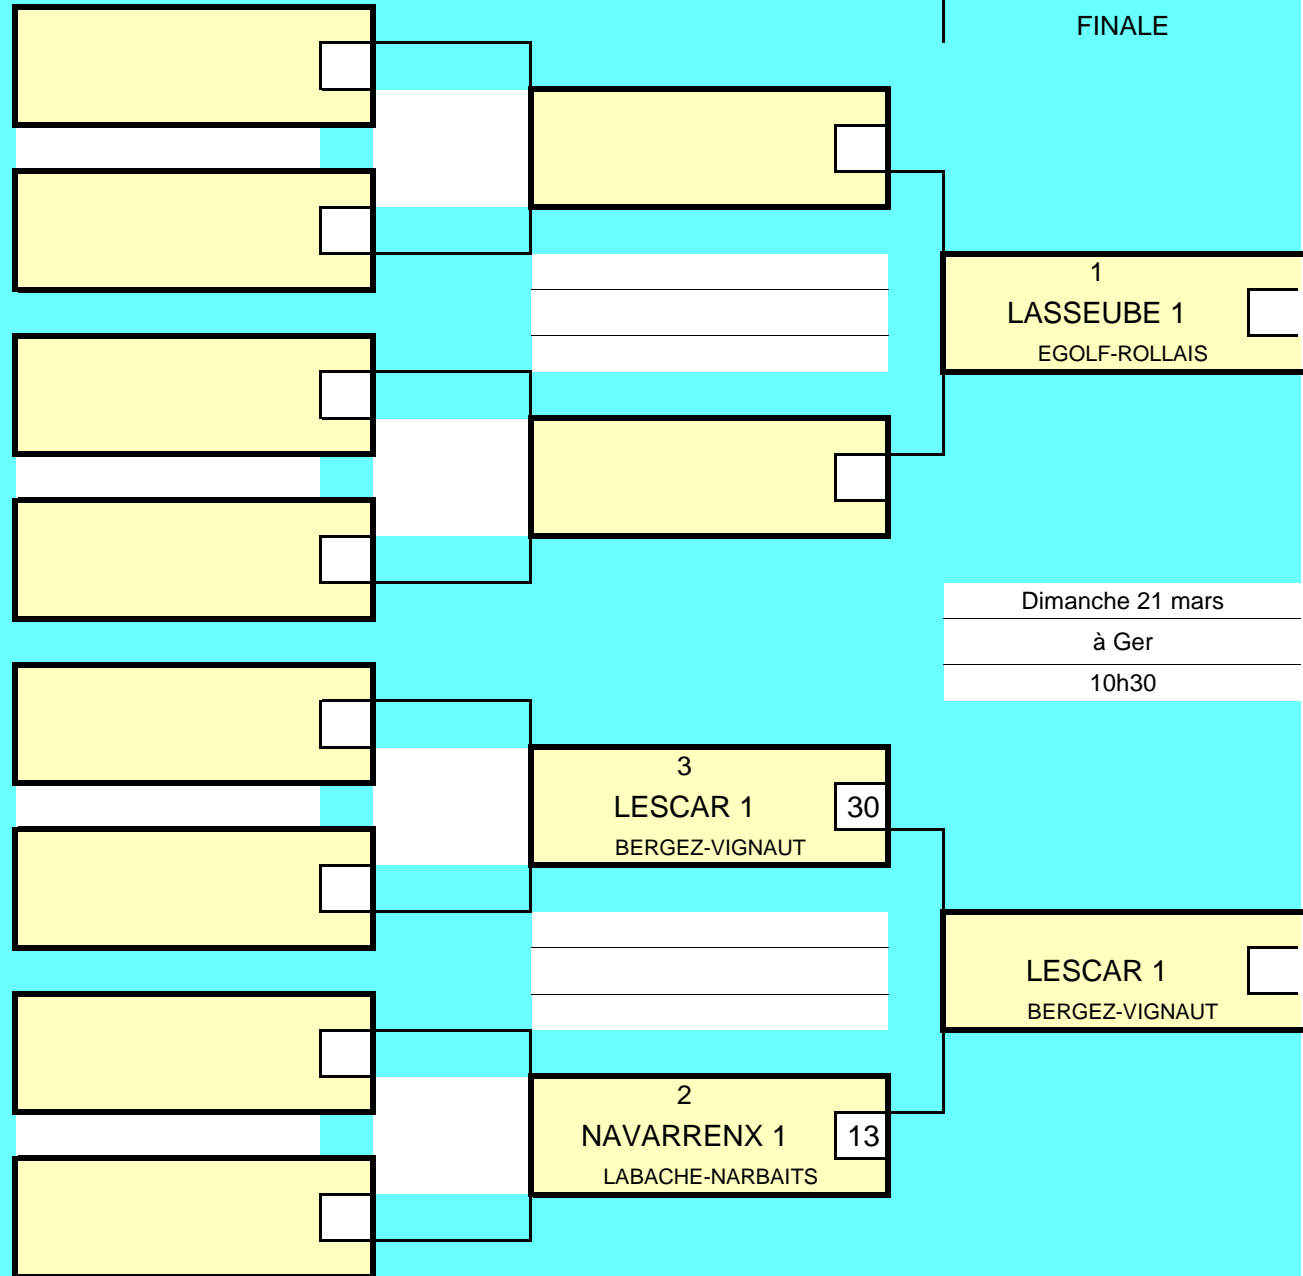 FINALE
1
LASSEUBE 1
EGOLF-ROLLAIS
Dimanche 21 mars
à Ger
10h30
3
LESCAR 1
30
BERGEZ-VIGNAUT
LESCAR 1
BERGEZ-VIGNAUT
2
NAVARRENX 1
13
LABACHE-NARBAITS